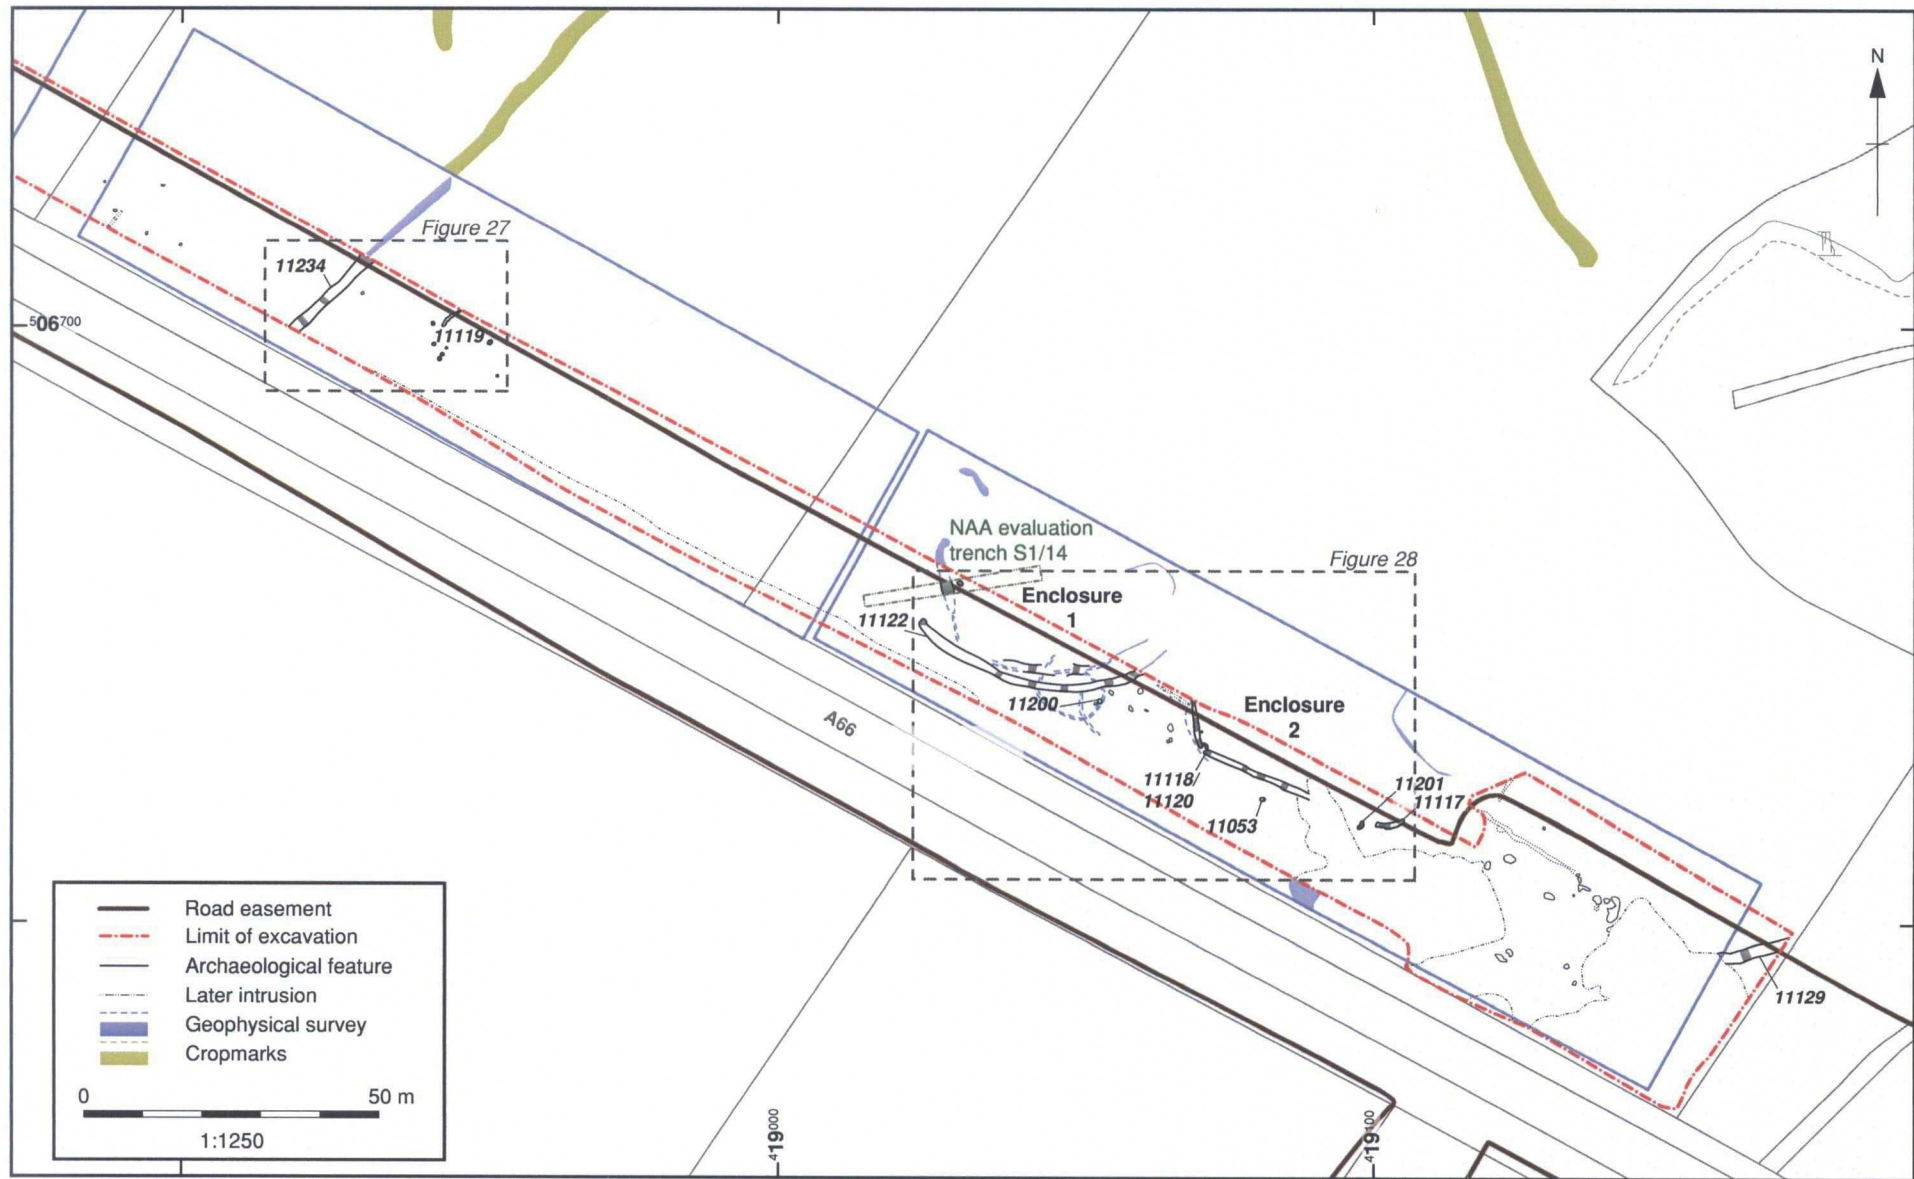 N
Figure 27
11234
11119
506700
NAA evaluation
trench S1/14
Figure 28
Enclosure
1
11122
11200
Enclosure
2
A66
11118
11120
11201
11117
11053
11129
Road easement
Limit of excavation
Archaeological feature
Later intrusion
Geophysical survey
Cropmarks
0 50 m
1:1250
419000
419100